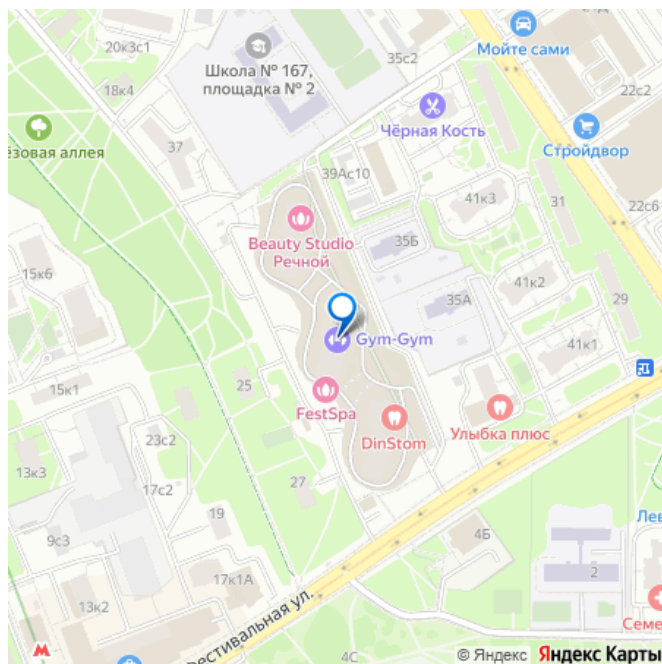 20к3с1
35с2
Мойте сами
Школа № 167,
площадка № 2
18к4
22с2
Чёрная Кость
Стройдвор
ёзовая аллея
37
39Ас10
41к3
31
22с6
Beauty Studio
Речной
35Б
15к6
35А
41к2
29
Gym-Gym
41к1
15к1
25
FestSpa
DinStom
Улыбка плюс
23с2
13к3
17с2
27
19
9с3
4Б
Лев
2
17к1А
13к2
Семе
естивальная ул.
4С
© Яндекс Яндекс Карты